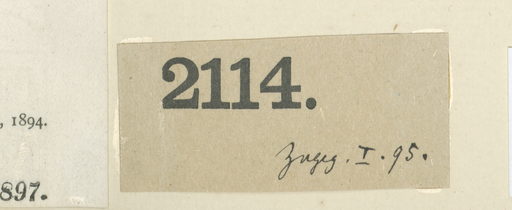 , 1894.
897.
2114.
Zugeg. I. 95.